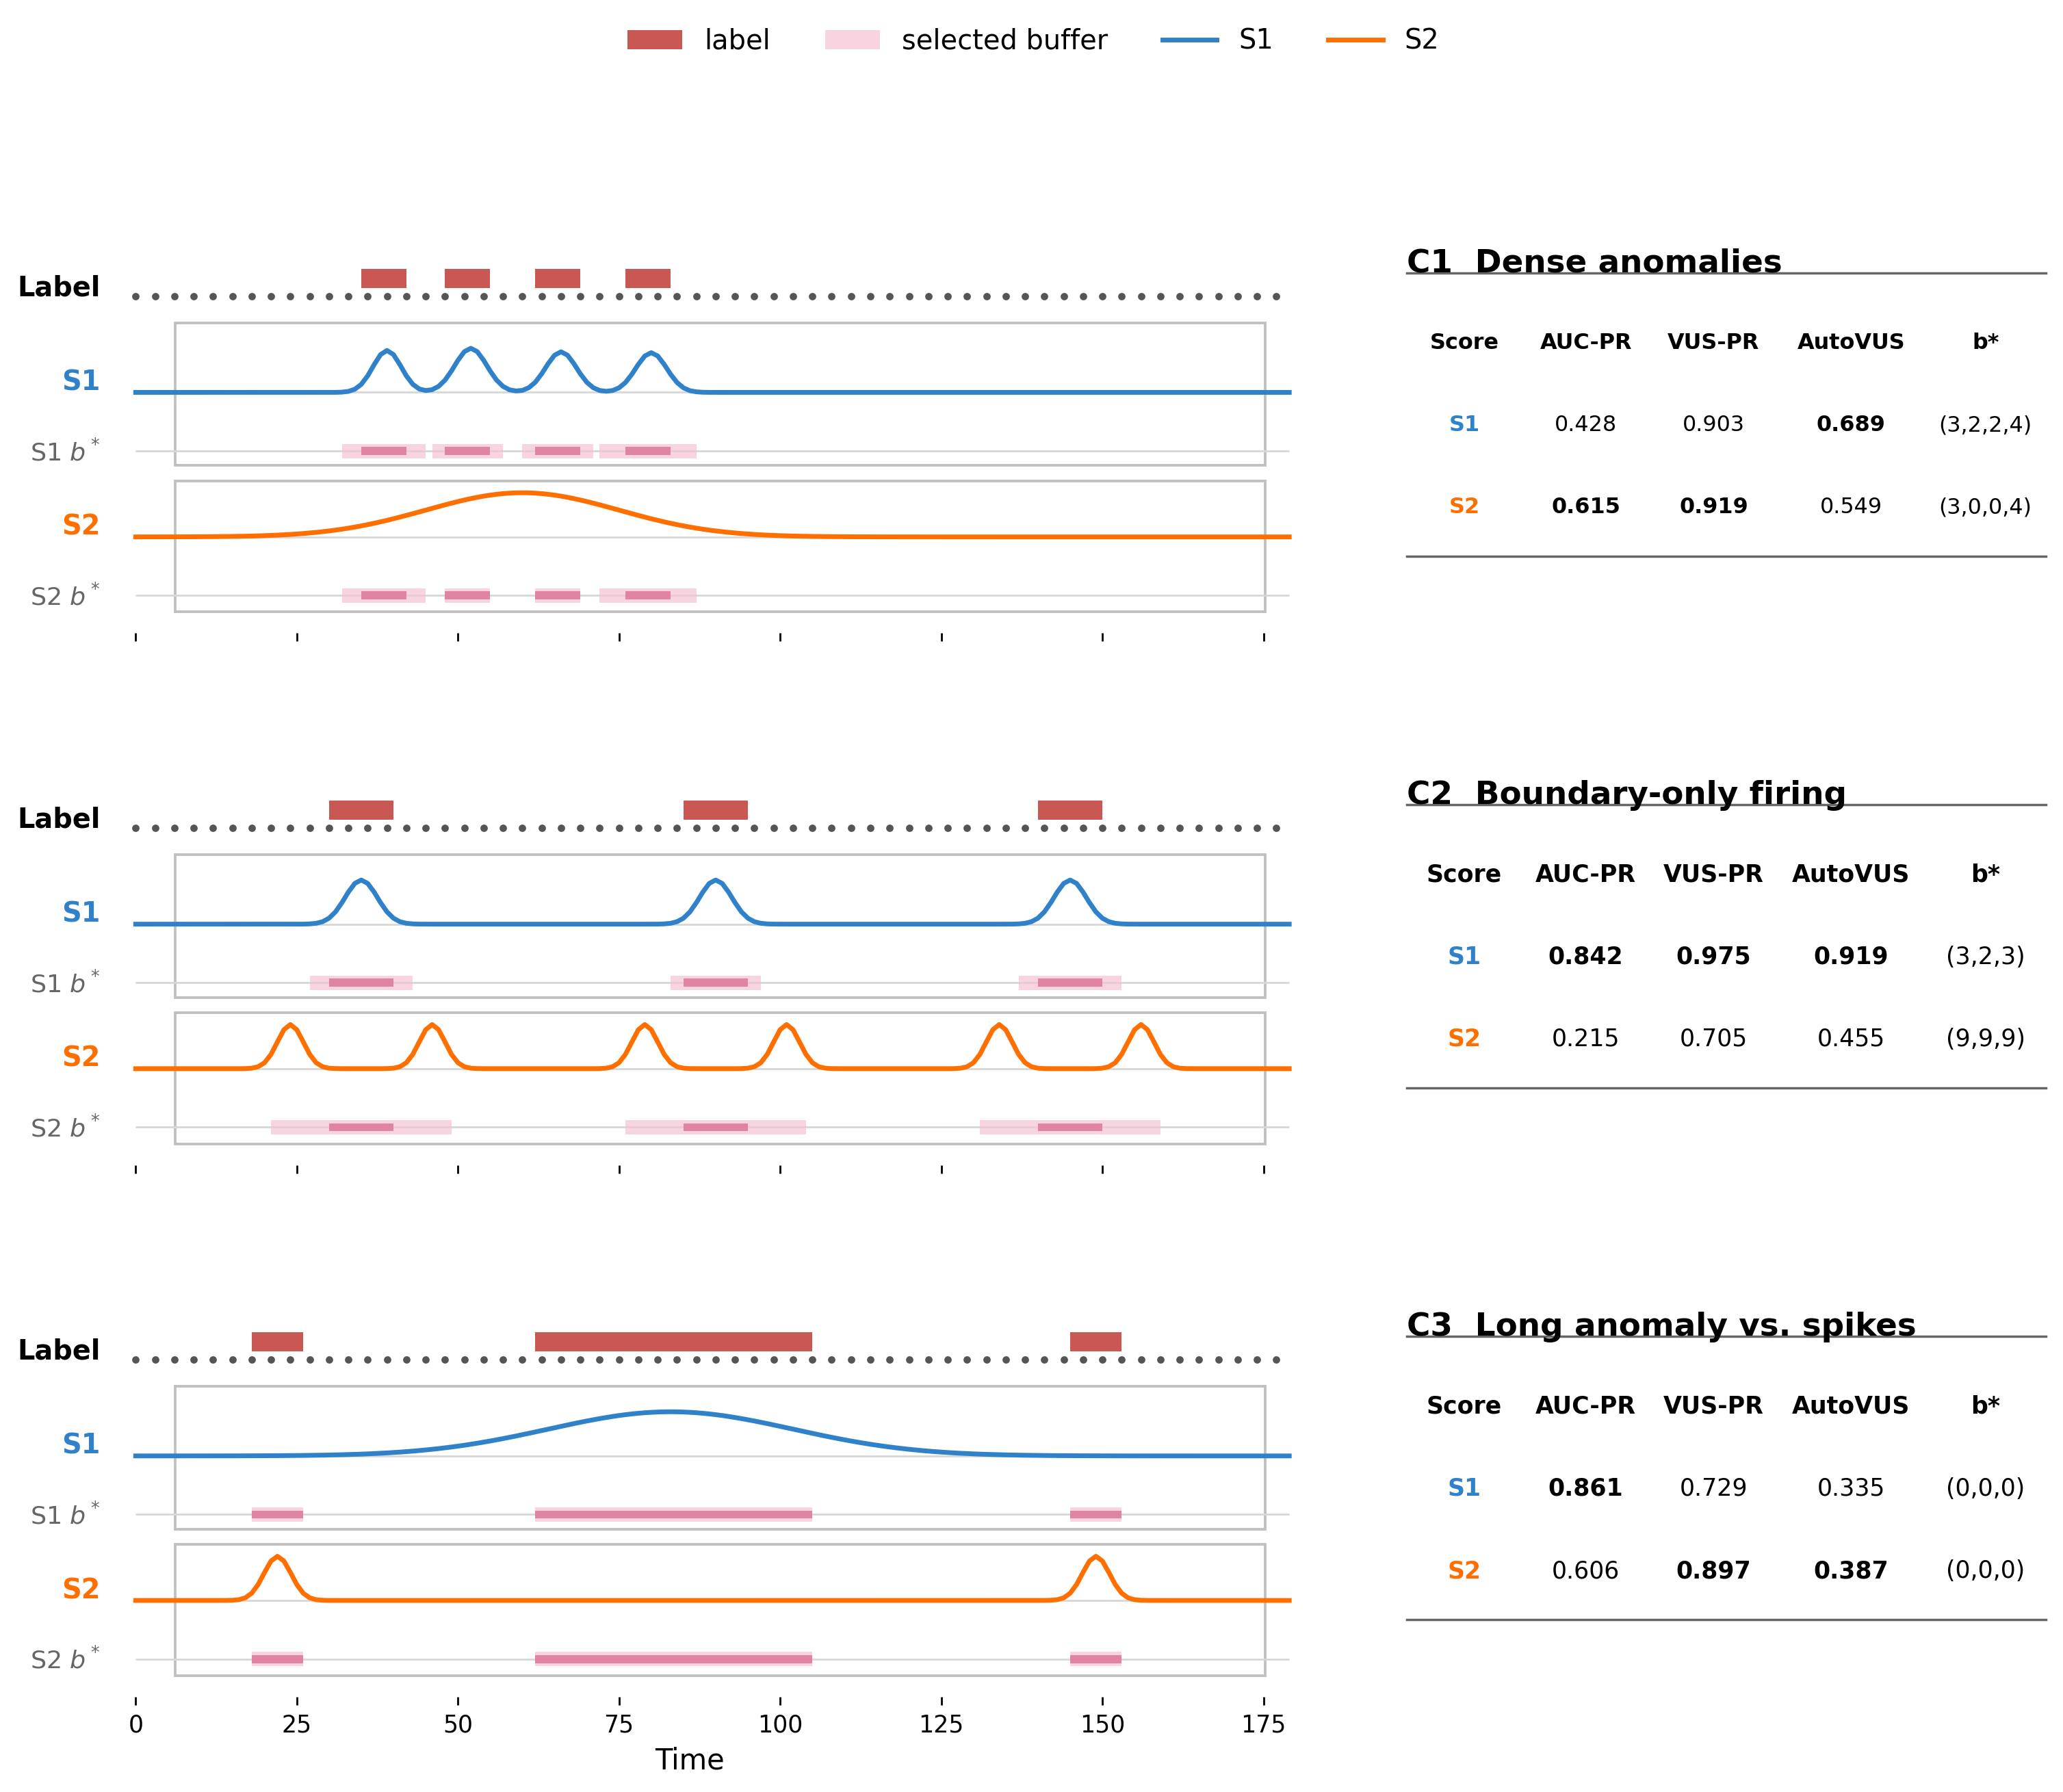 label selected buffer S1 S2
C1 Dense anomalies
Label
Score AUC-PR VUS-PR AutoVUS b*
S1
S1 0.428 0.903 0.689 (3,2,2,4)
S1 b*
S2 0.615 0.919 0.549 (3,0,0,4)
S2
S2 b*
C2 Boundary-only firing
Label
Score AUC-PR VUS-PR AutoVUS b*
S1
S1 0.842 0.975 0.919 (3,2,3)
S1 b*
S2 0.215 0.705 0.455 (9,9,9)
S2
S2 b*
C3 Long anomaly vs. spikes
Label
Score AUC-PR VUS-PR AutoVUS b*
S1
S1 0.861 0.729 0.335 (0,0,0)
S1 b*
S2 0.606 0.897 0.387 (0,0,0)
S2
S2 b*
0 25 50 75 100 125 150 175
Time